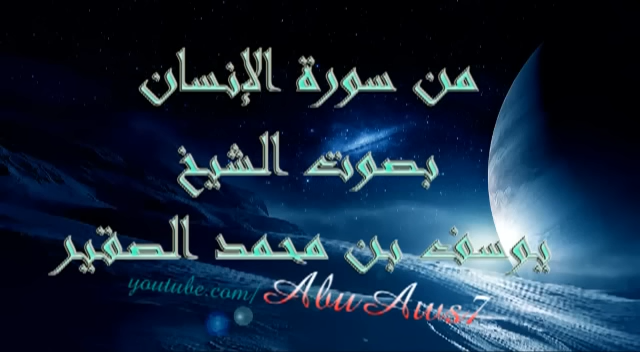 من سورة الإنسان
بصوت الشيخ
يوسف بن محمد الصقير
youtube.com/AbuAws7